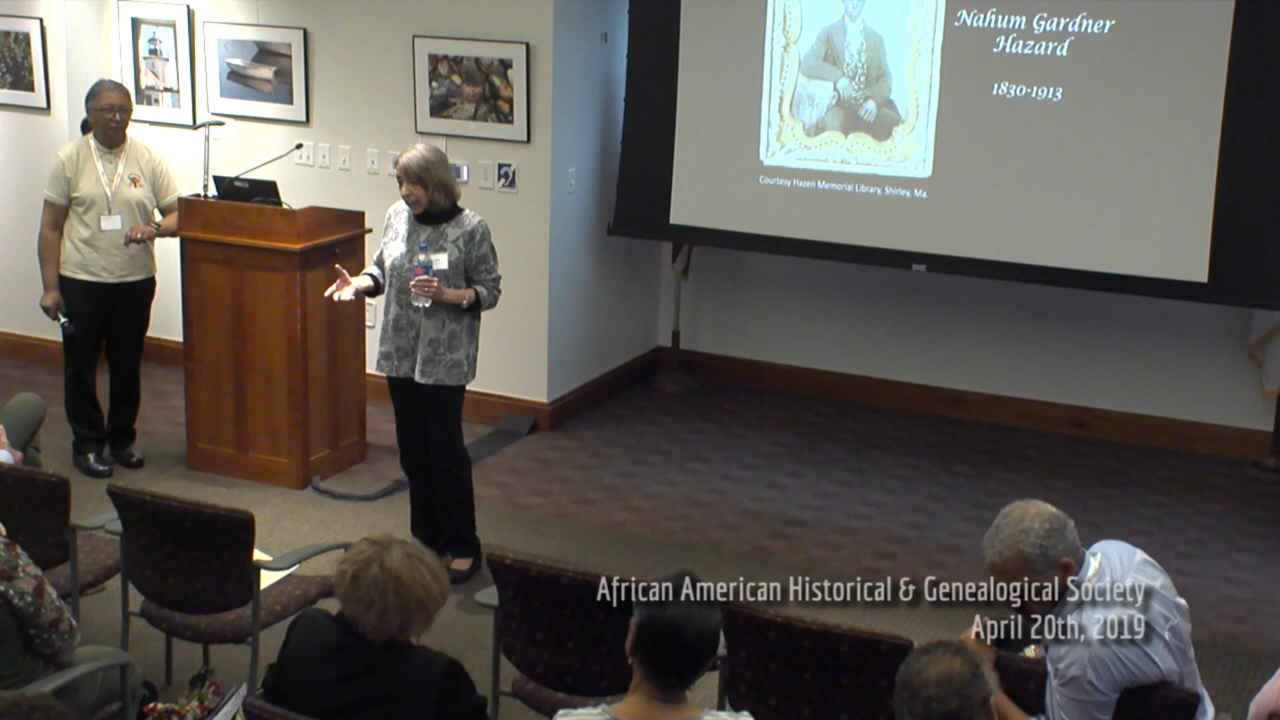 Nahum Gardner
Hazard
1830-1913
Courtesy Hazen Memorial Library, Shirley, Ma.
African American Historical & Genealogical Society
April 20th, 2019